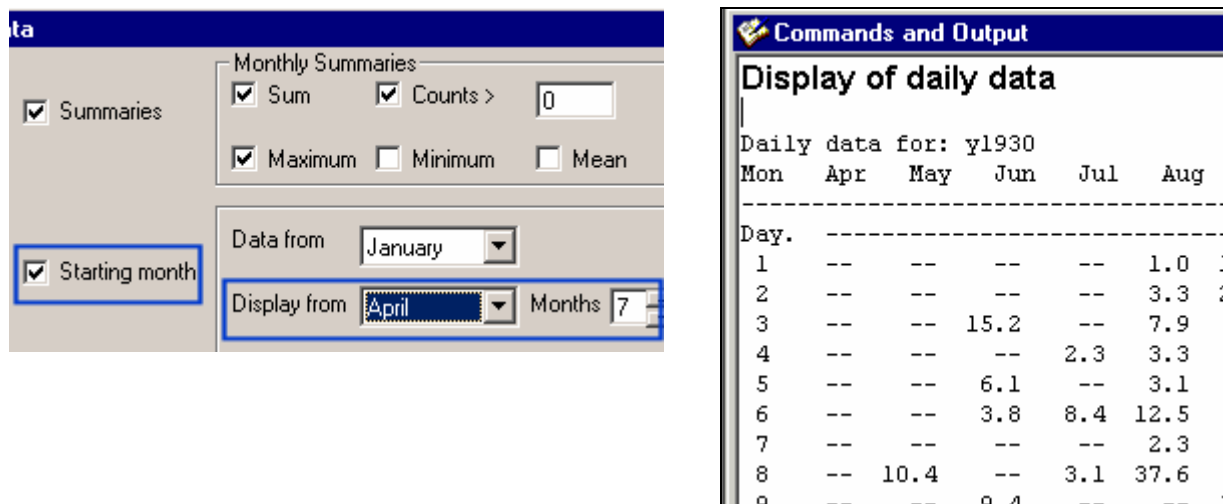 ta
Summaries
Monthly Summaries
Sum Counts > 0
Maximum Minimum Mean
Starting month
Data from January
Display from April Months 7
Commands and Output
Display of daily data
Daily data for: y1930
Mon Apr May Jun Jul Aug
Day.
1 -- -- -- -- 1.0
2 -- -- -- -- 3.3
3 -- -- 15.2 -- 7.9
4 -- -- -- 2.3 3.3
5 -- -- 6.1 -- 3.1
6 -- -- 3.8 8.4 12.5
7 -- -- -- -- 2.3
8 -- 10.4 -- 3.1 37.6